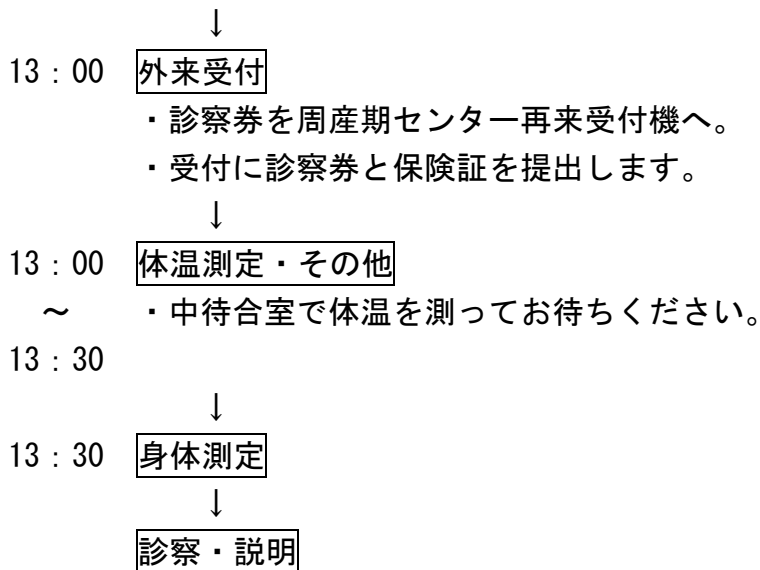 ↓
13：00 外来受付
・診察券を周産期センター再来受付機へ。
・受付に診察券と保険証を提出します。
↓
13：00 体温測定・その他
～ ・中待合室で体温を測ってお待ちください。
13：30
↓
13：30 身体測定
↓
診察・説明